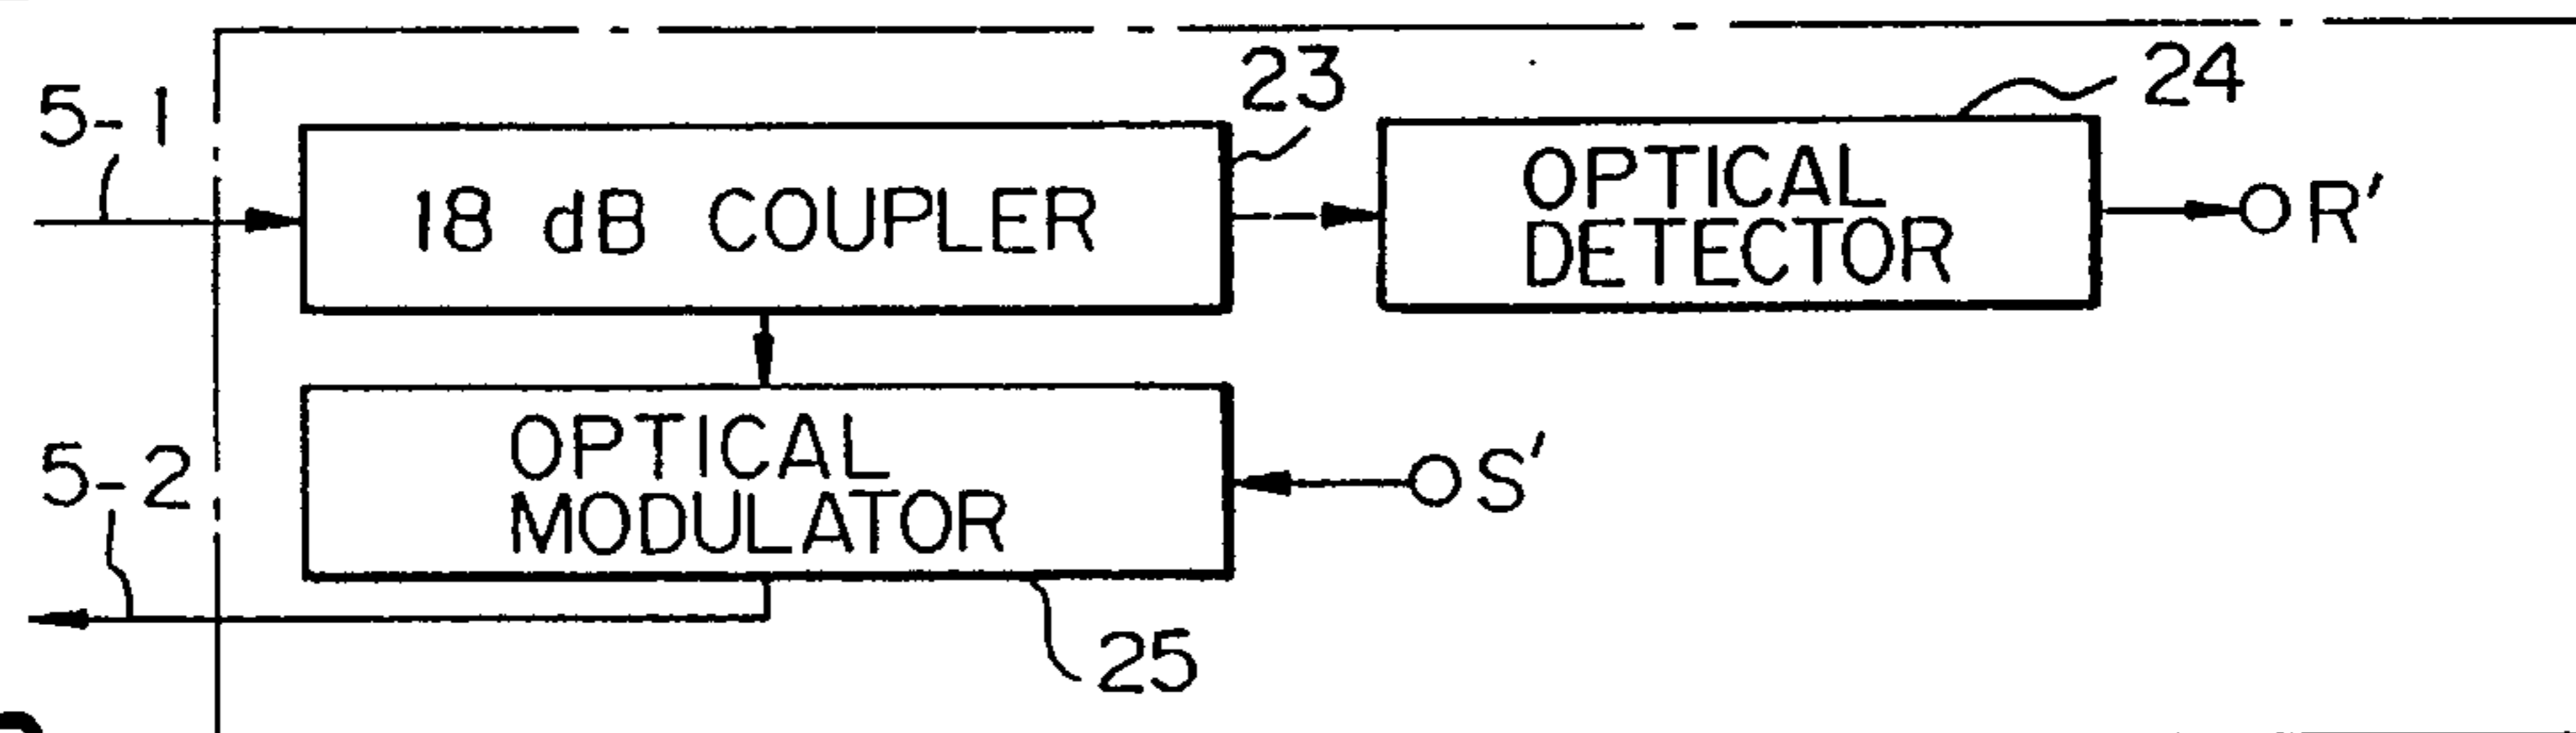 5-1
23
24
18 dB COUPLER
OPTICAL
DETECTOR
R'
5-2
OPTICAL
MODULATOR
S'
25